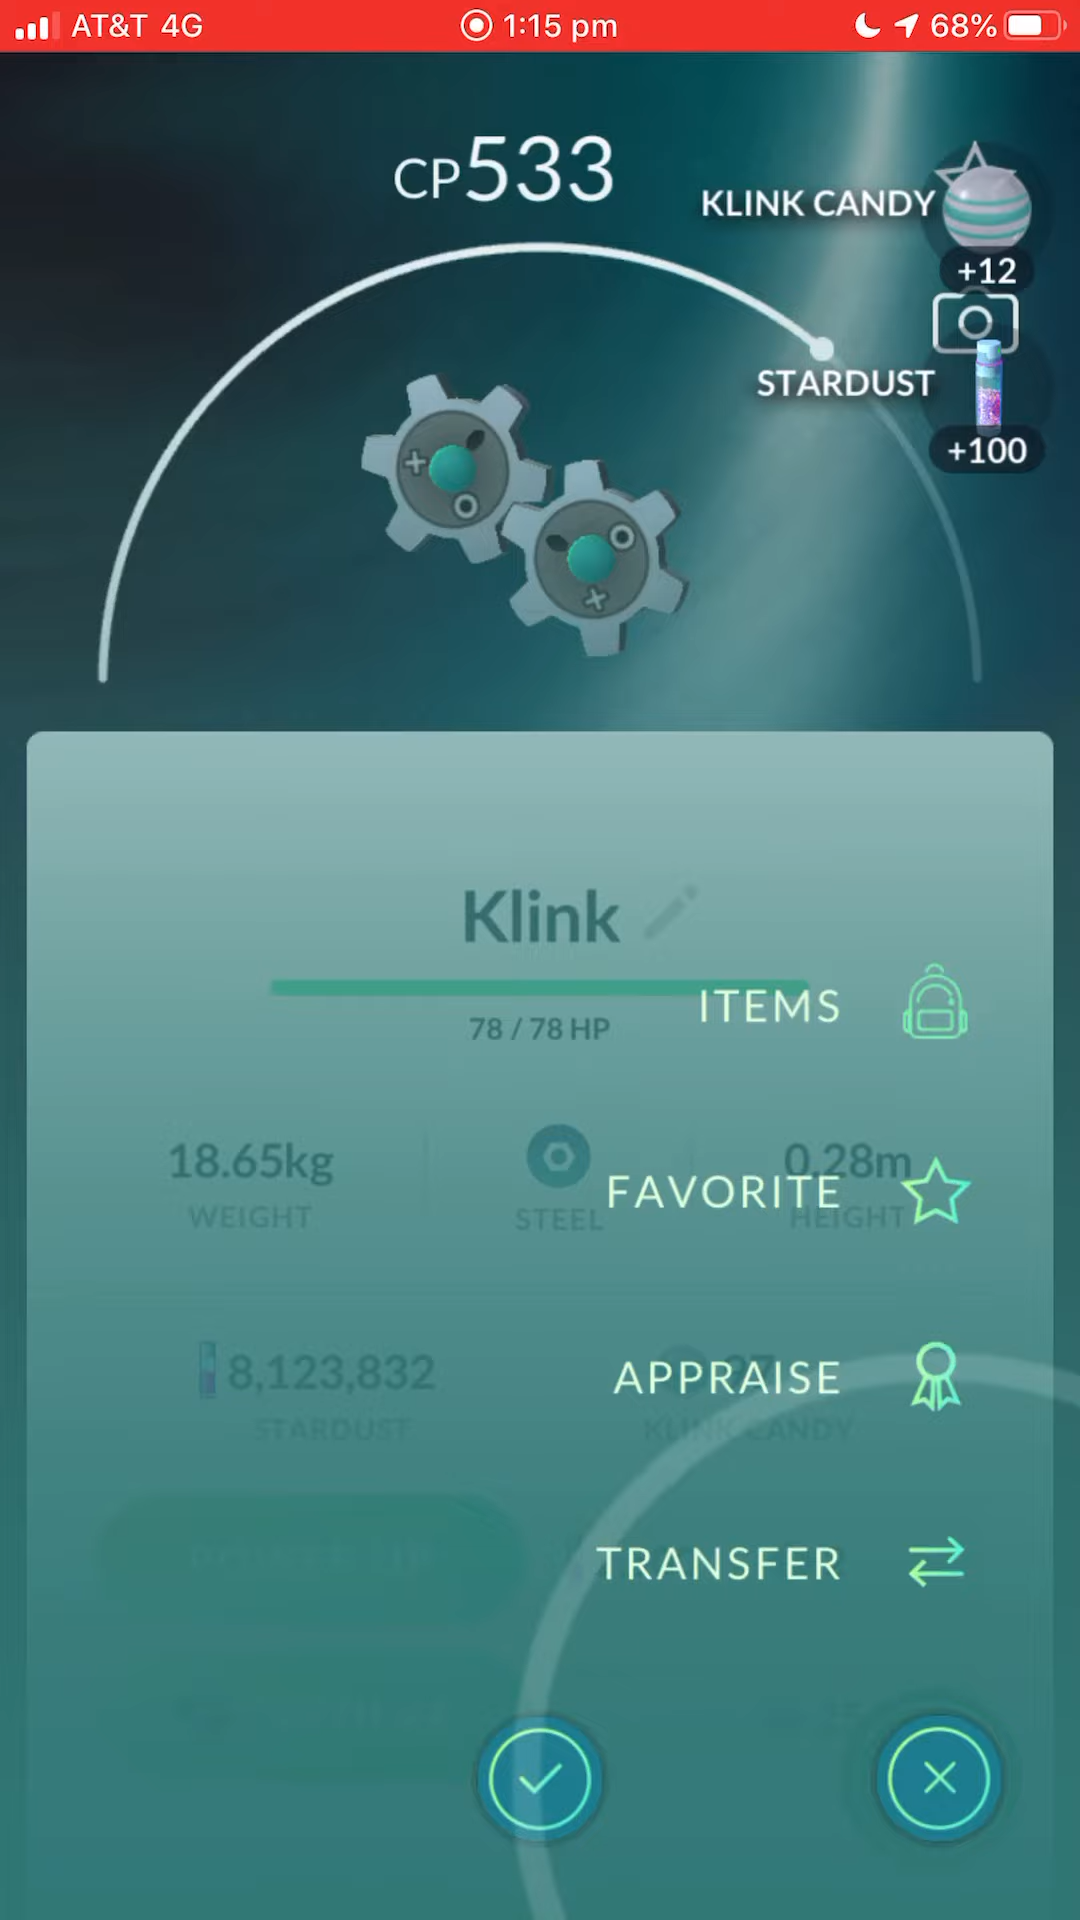 AT&T 4G 1:15 pm 68%
CP533
KLINK CANDY
+12
STARDUST
+100
Klink
ITEMS
78 / 78 HP
18.65kg
0.28m
WEIGHT
STEEL
HEIGHT
FAVORITE
8,123,832
STARDUST
KLINK CANDY
APPRAISE
TRANSFER